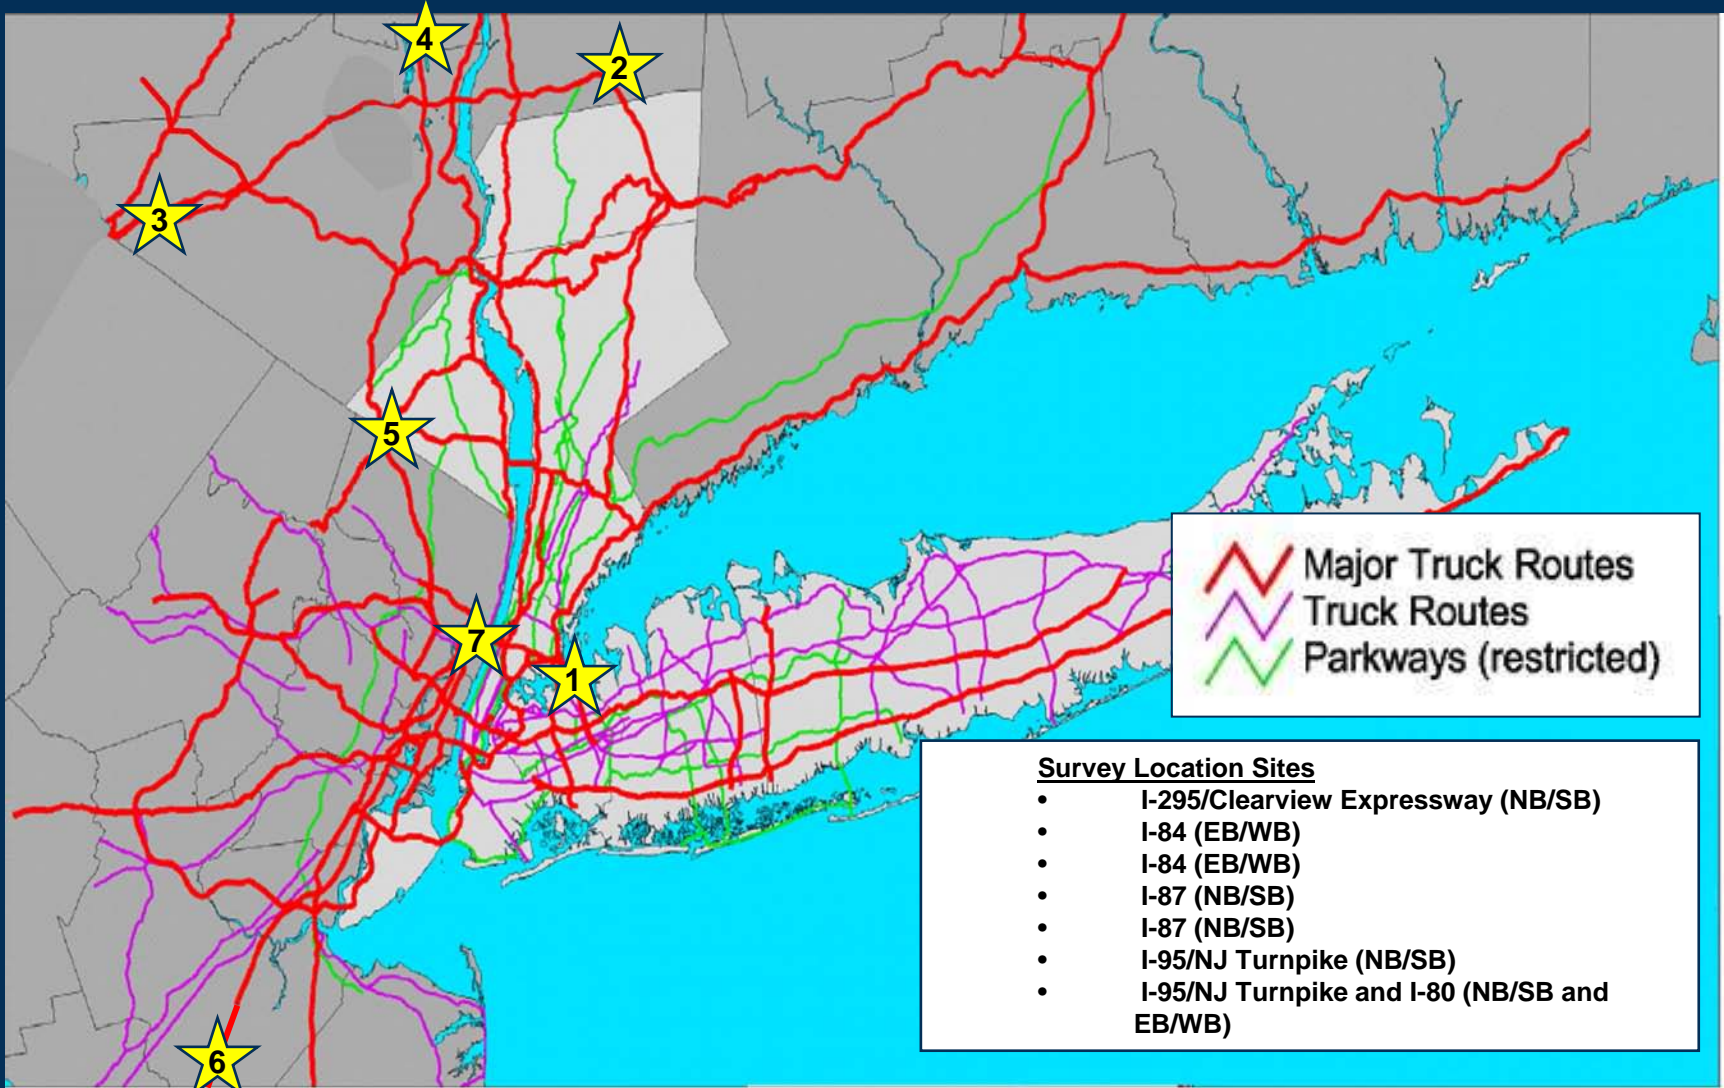 4
2
3
5
7
1
6
Major Truck Routes
Truck Routes
Parkways (restricted)
Survey Location Sites
• I-295/Clearview Expressway (NB/SB)
• I-84 (EB/WB)
• I-84 (EB/WB)
• I-87 (NB/SB)
• I-87 (NB/SB)
• I-95/NJ Turnpike (NB/SB)
• I-95/NJ Turnpike and I-80 (NB/SB and
EB/WB)